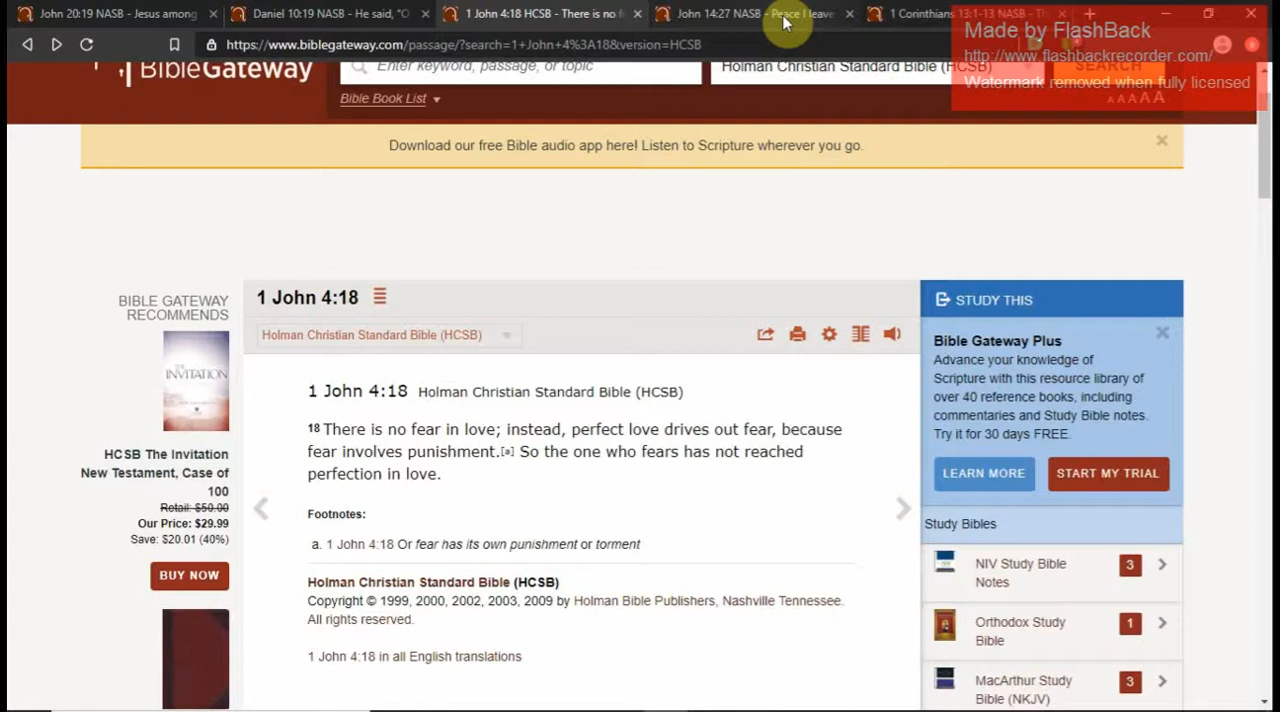 John 20:19 NASB - Jesus among
Daniel 10:19 NASB - He said, "O
1 John 4:18 HCSB - There is no f
John 14:27 NASB - Peace I leave
1 Corinthians 13:1-13 NASB -
https://www.biblegateway.com/passage/?search=1+John+4%3A18&version=HCSB
Made by FlashBack
http://www.flashbackrecorder.com/
Watermark removed when fully licensed
BibleGateway
Enter keyword, passage, or topic
Holman Christian Standard Bible (HCSB)
SEARCH
Bible Book List
AAAA
Download our free Bible audio app here! Listen to Scripture wherever you go.
BIBLE GATEWAY
RECOMMENDS
THE
INVITATION
HCSB The Invitation
New Testament, Case of
100
Retail: $50.00
Our Price: $29.99
Save: $20.01 (40%)
BUY NOW
1 John 4:18
Holman Christian Standard Bible (HCSB)
1 John 4:18 Holman Christian Standard Bible (HCSB)
18 There is no fear in love; instead, perfect love drives out fear, because
fear involves punishment.[a] So the one who fears has not reached
perfection in love.
Footnotes:
a. 1 John 4:18 Or fear has its own punishment or torment
Holman Christian Standard Bible (HCSB)
Copyright © 1999, 2000, 2002, 2003, 2009 by Holman Bible Publishers, Nashville Tennessee.
All rights reserved.
1 John 4:18 in all English translations
STUDY THIS
Bible Gateway Plus
Advance your knowledge of
Scripture with this resource library of
over 40 reference books, including
commentaries and Study Bible notes.
Try it for 30 days FREE.
LEARN MORE
START MY TRIAL
Study Bibles
NIV Study Bible
Notes
3
Orthodox Study
Bible
1
MacArthur Study
Bible (NKJV)
3